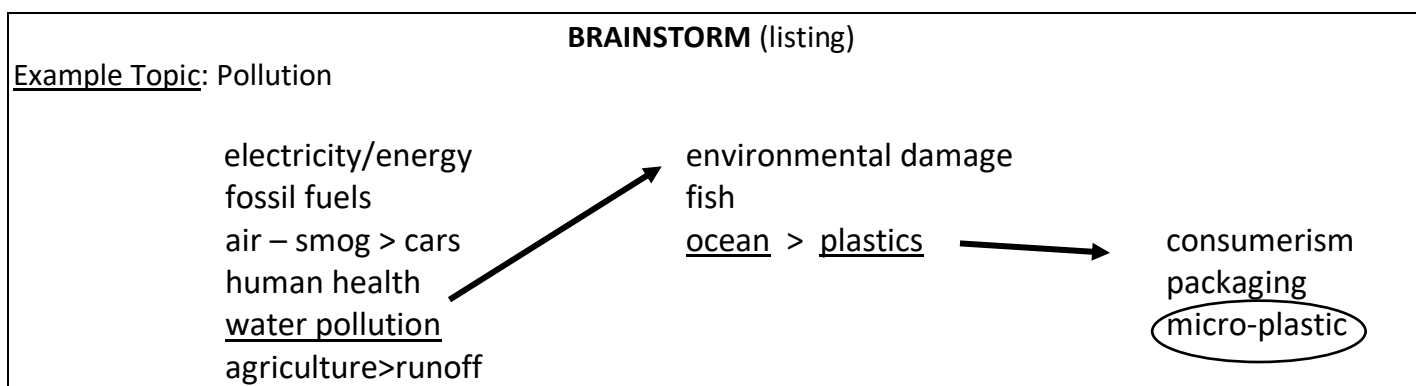 BRAINSTORM (listing)
Example Topic: Pollution
electricity/energy
fossil fuels
air – smog > cars
human health
water pollution
agriculture>runoff
environmental damage
fish
ocean > plastics
consumerism
packaging
micro-plastic